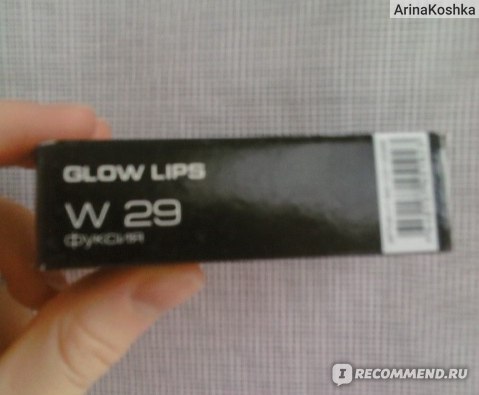 ArinaKoshka
GLOW LIPS
W 29
фуксия
I RECOMMEND.RU